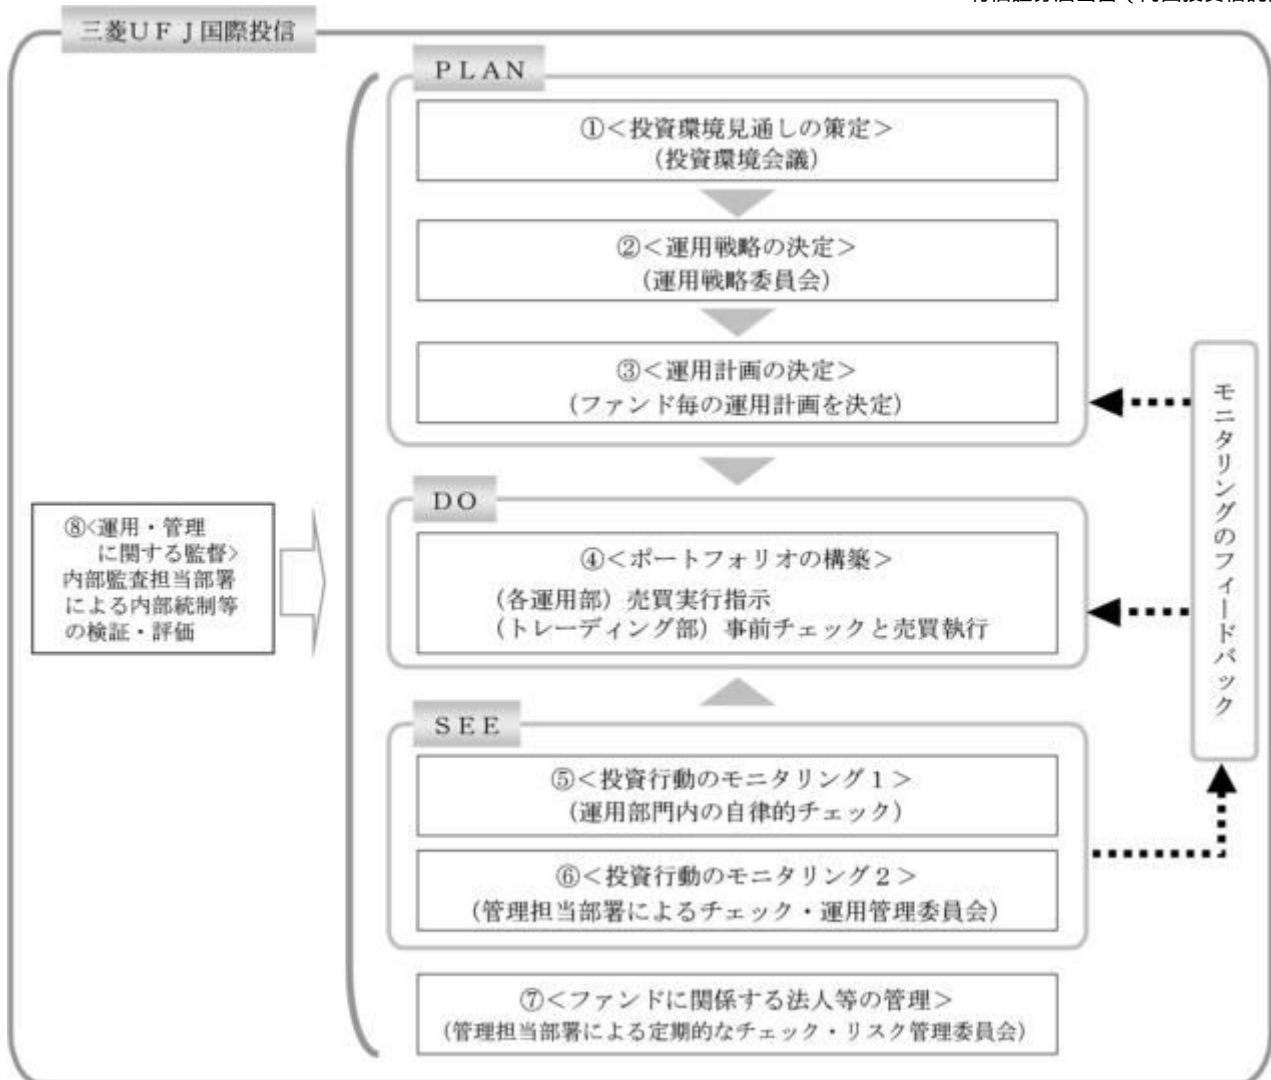 三菱UFJ国際投信
PLAN
①<投資環境見通しの策定>
(投資環境会議)
②<運用戦略の決定>
(運用戦略委員会)
③<運用計画の決定>
(ファンド毎の運用計画を決定)
DO
④<ポートフォリオの構築>
(各運用部)売買実行指示
(トレーディング部)事前チェックと売買執行
SEE
⑤<投資行動のモニタリング1>
(運用部門内の自律的チェック)
⑥<投資行動のモニタリング2>
(管理担当部署によるチェック・運用管理委員会)
⑦<ファンドに関係する法人等の管理>
(管理担当部署による定期的なチェック・リスク管理委員会)
⑧<運用・管理
に関する監督>
内部監査担当部署
による内部統制等
の検証・評価
モニタリングのフィードバック